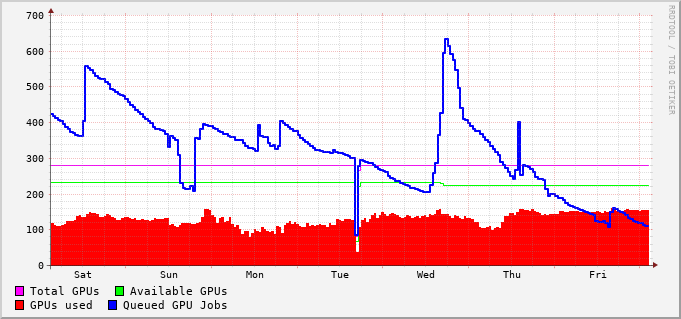 700
600
500
400
300
200
100
0
Sat Sun Mon Tue Wed Thu Fri
Total GPUs Available GPUs
GPUs used Queued GPU Jobs
RRDTOOL / TOBI OETIKER